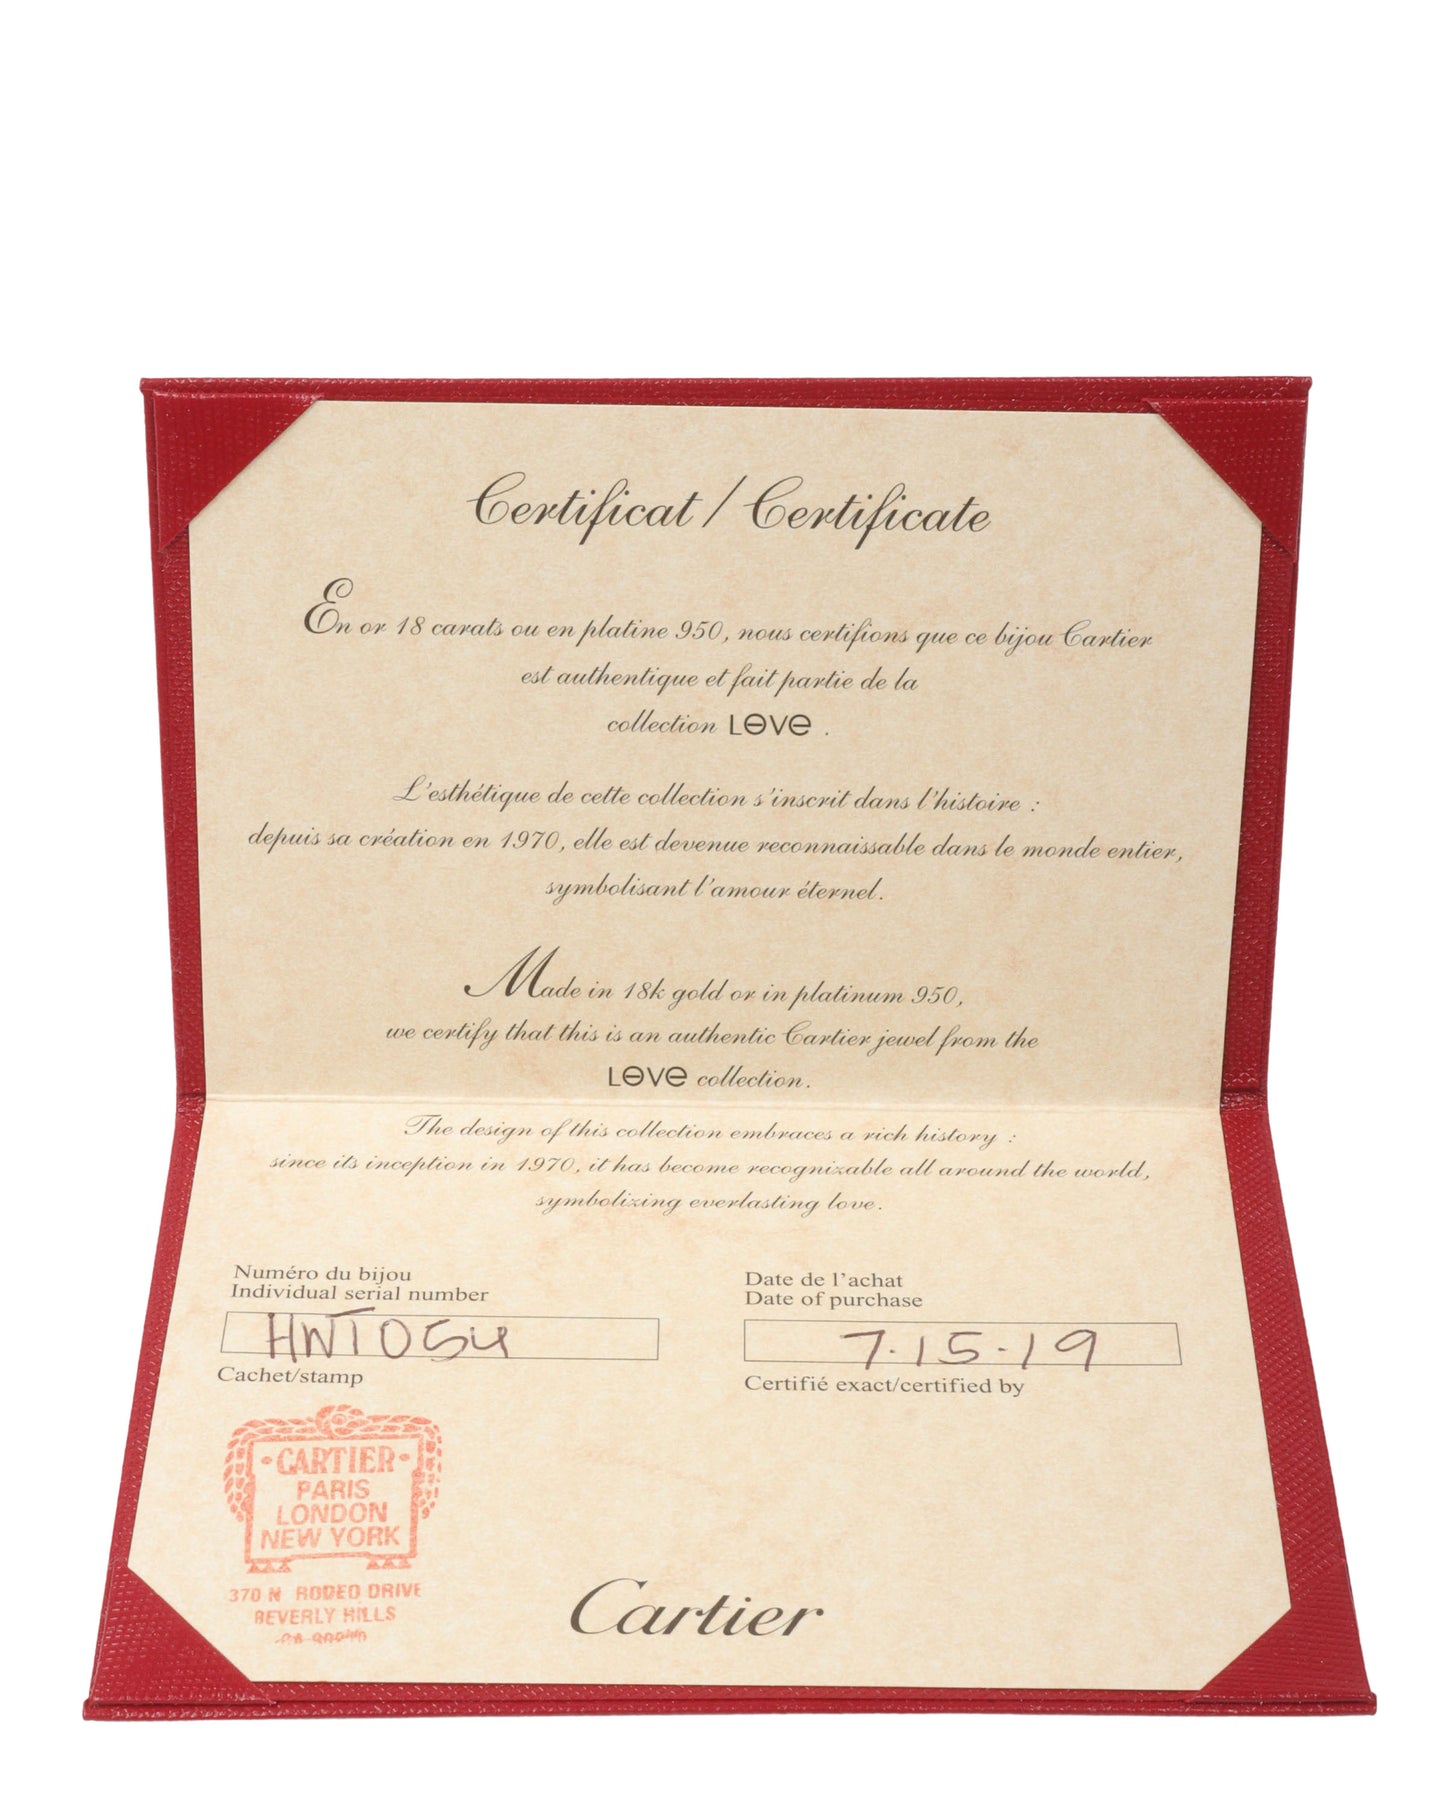 Certificat / Certificate
En or 18 carats ou en platine 950, nous certifions que ce bijou Cartier
est authentique et fait partie de la
collection LOVE .
L'esthétique de cette collection s'inscrit dans l'histoire :
depuis sa création en 1970, elle est devenue reconnaissable dans le monde entier,
symbolisant l'amour éternel.
Made in 18k gold or in platinum 950,
we certify that this is an authentic Cartier jewel from the
LOVE collection.
The design of this collection embraces a rich history :
since its inception in 1970, it has become recognizable all around the world,
symbolizing everlasting love.
Numéro du bijou
Individual serial number
HWT054
Cachet/stamp
Date de l'achat
Date of purchase
7.15.19
Certifié exact/certified by
·CARTIER·
PARIS
LONDON
NEW YORK
370 N RODEO DRIVE
BEVERLY HILLS
Cartier